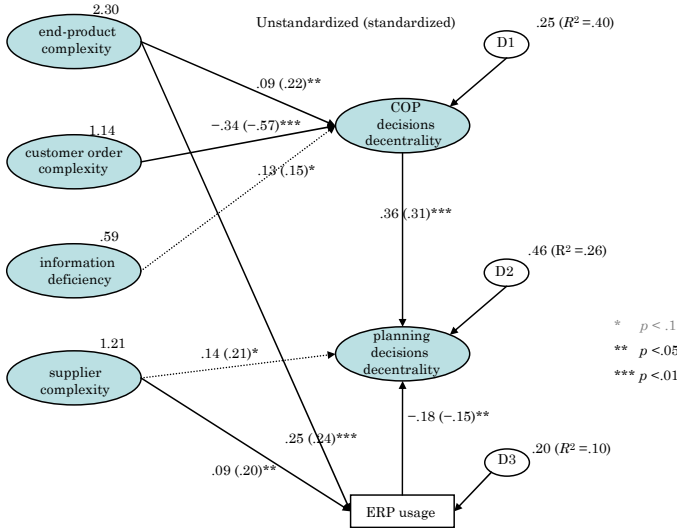 2.30
end-product
complexity
Unstandardized (standardized)
D1
.25 (R² =.40)
.09 (.22)**
COP
decisions
decentrality
1.14
customer order
complexity
−.34 (−.57)***
.13 (.15)*
.36 (.31)***
.59
information
deficiency
D2
.46 (R² =.26)
1.21
supplier
complexity
.14 (.21)*
planning
decisions
decentrality
* p < .1
** p <.05
*** p <.01
−.18 (−.15)**
.25 (.24)***
.09 (.20)**
D3
.20 (R² =.10)
ERP usage